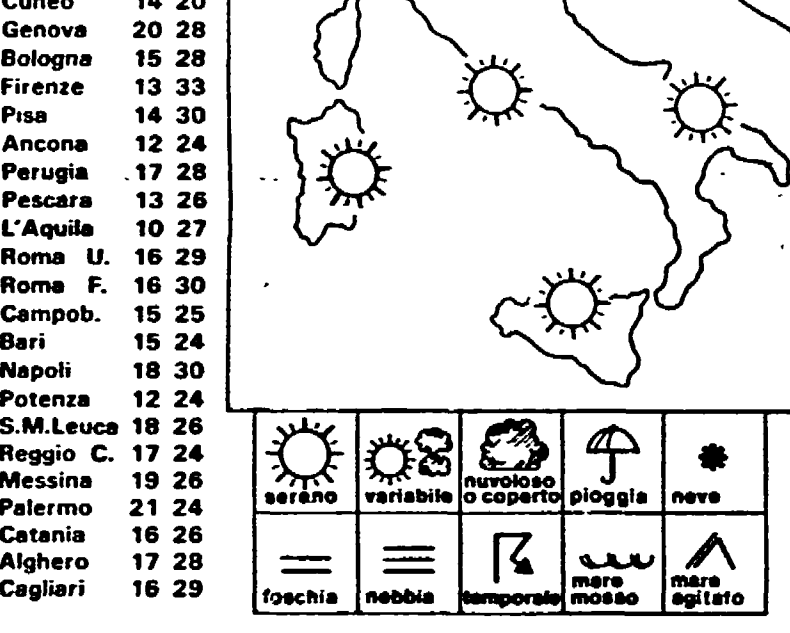 Cuneo 14 20
Genova 20 28
Bologna 15 28
Firenze 13 33
Pisa 14 30
Ancona 12 24
Perugia 17 28
Pescara 13 26
L'Aquila 10 27
Roma U. 16 29
Roma F. 16 30
Campob. 15 25
Bari 15 24
Napoli 18 30
Potenza 12 24
S.M.Leuca 18 26
Reggio C. 17 24
Messina 19 26
Palermo 21 24
Catania 16 26
Alghero 17 28
Cagliari 16 29
sereno
variabile
nuvoloso
o coperto
pioggia
neve
foschia
nebbia
temporale
mare
mosso
mare
agitato